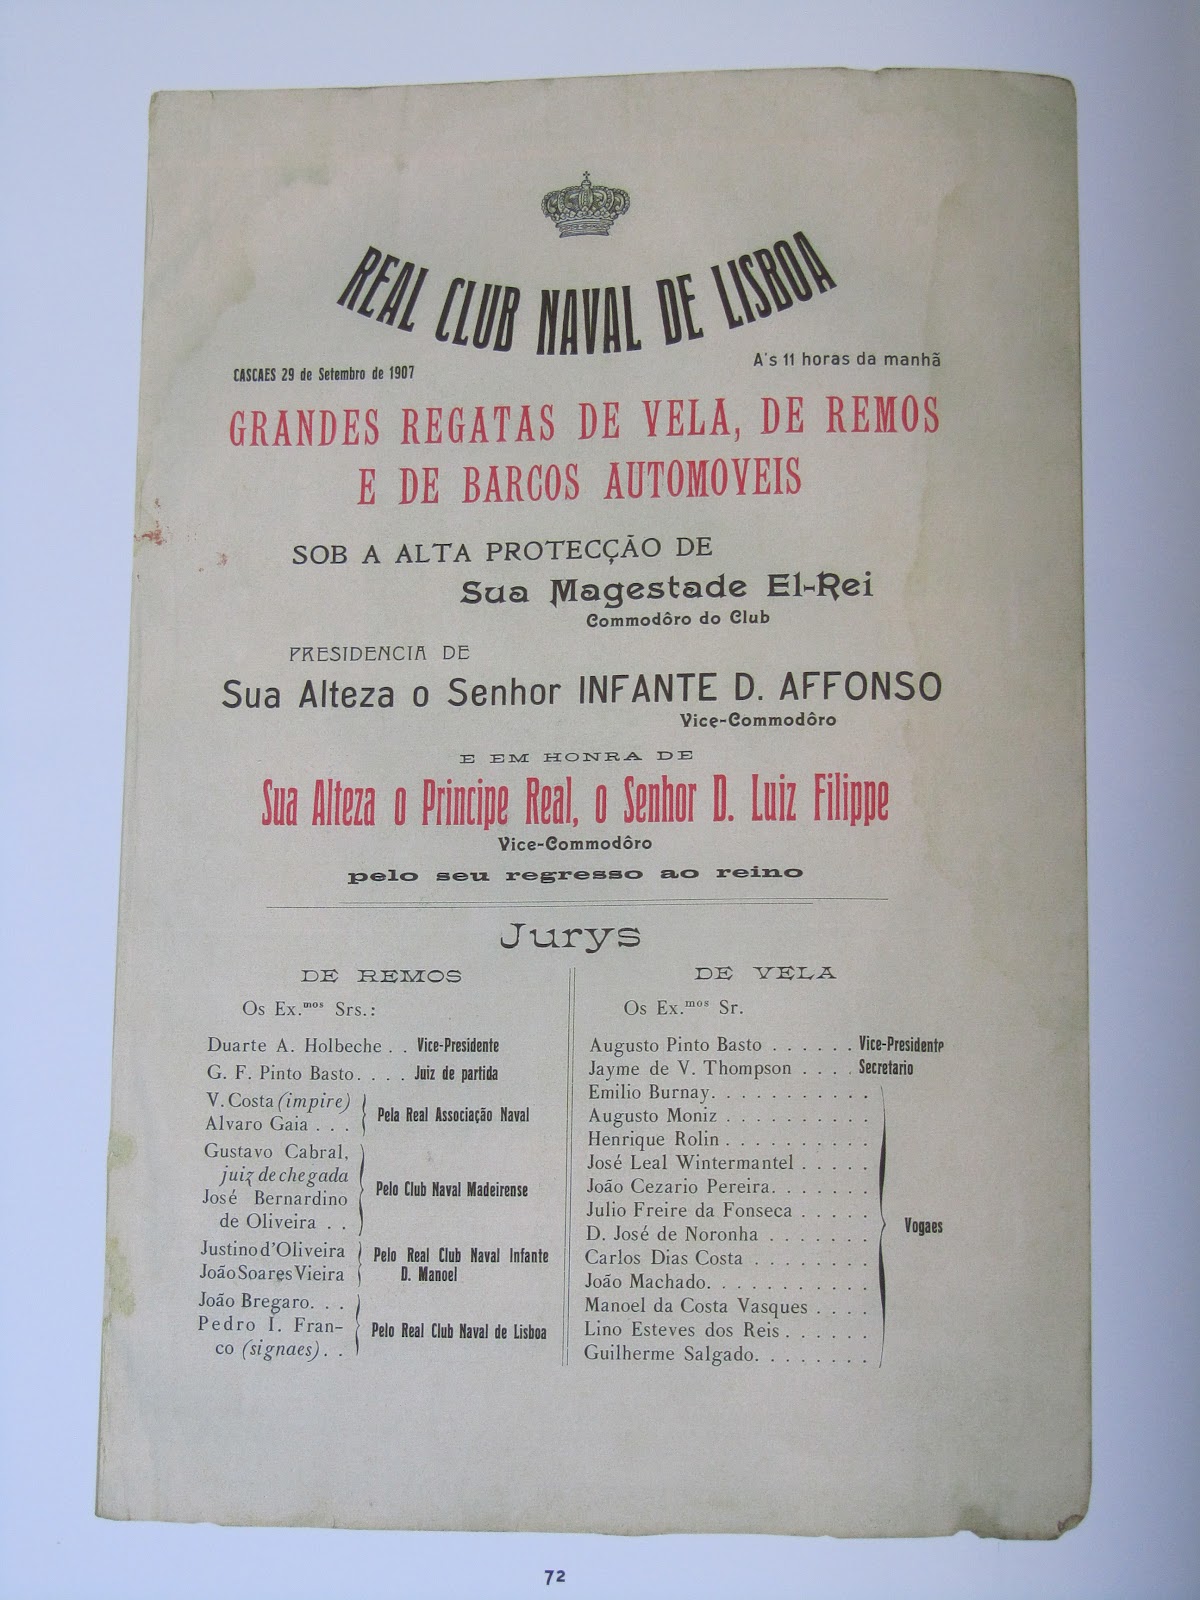 REAL CLUB NAVAL DE LISBOA
CASCAES 29 de Setembro de 1907
A's 11 horas da manhã
GRANDES REGATAS DE VELA, DE REMOS
E DE BARCOS AUTOMOVEIS
SOB A ALTA PROTECÇÃO DE
Sua Magestade El-Rei
Commodôro do Club
PRESIDENCIA DE
Sua Alteza o Senhor INFANTE D. AFFONSO
Vice-Commodôro
E EM HONRA DE
Sua Alteza o Principe Real, o Senhor D. Luiz Filippe
Vice-Commodôro
pelo seu regresso ao reino
Jurys
DE REMOS
Os Ex.mos Srs.:
Duarte A. Holbeche . . Vice-Presidente
G. F. Pinto Basto. . . . Juiz de partida
V. Costa (impire)
Alvaro Gaia . . .
Pela Real Associação Naval
Gustavo Cabral,
juiz de chegada
José Bernardino
de Oliveira . .
Pelo Club Naval Madeirense
Justino d'Oliveira
João Soares Vieira
Pelo Real Club Naval Infante
D. Manoel
João Bregaro. . .
Pedro I. Fran-
co (signaes). . .
Pelo Real Club Naval de Lisboa
DE VELA
Os Ex.mos Sr.
Augusto Pinto Basto . . . . . . Vice-Presidente
Jayme de V. Thompson . . . . Secretario
Emilio Burnay. . . . . . . . . . . .
Augusto Moniz . . . . . . . . . .
Henrique Rolin . . . . . . . . . .
José Leal Wintermantel . . . . .
João Cezario Pereira. . . . . . .
Julio Freire da Fonseca . . . . .
D. José de Noronha . . . . . . .
Carlos Dias Costa . . . . . . . .
João Machado. . . . . . . . . . .
Manoel da Costa Vasques . . . .
Lino Esteves dos Reis . . . . . .
Guilherme Salgado. . . . . . . .
Vogaes
72